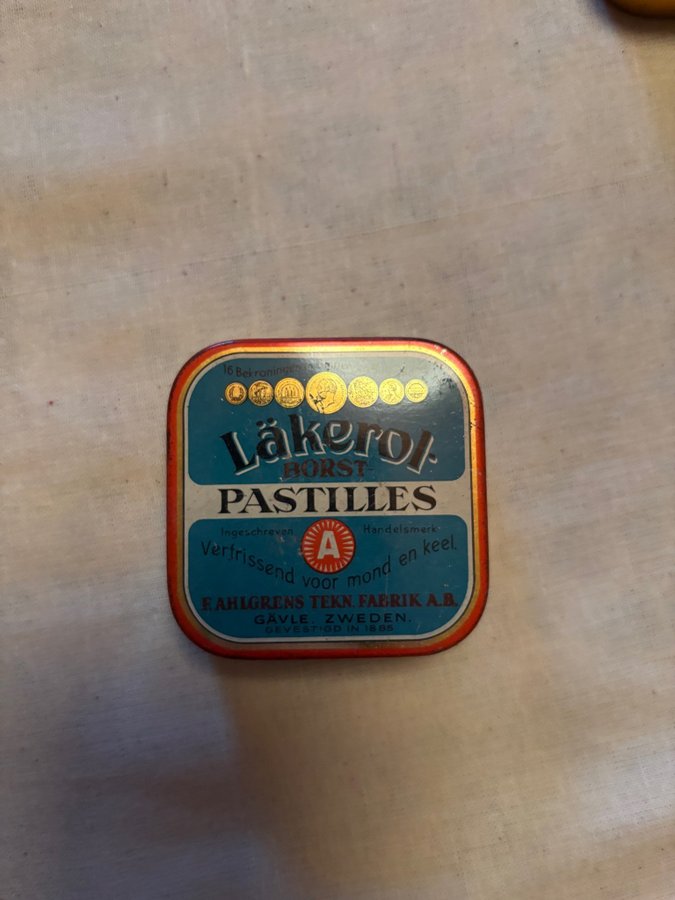 16 Bekroningen
Läkerol-
BORST-
PASTILLES
Ingeschreven Handelsmerk
A
Verfrissend voor mond en keel.
F. AHLGRENS TEKN. FABRIK A.B.
GÄVLE. ZWEDEN.
GEVESTIGD IN 1885